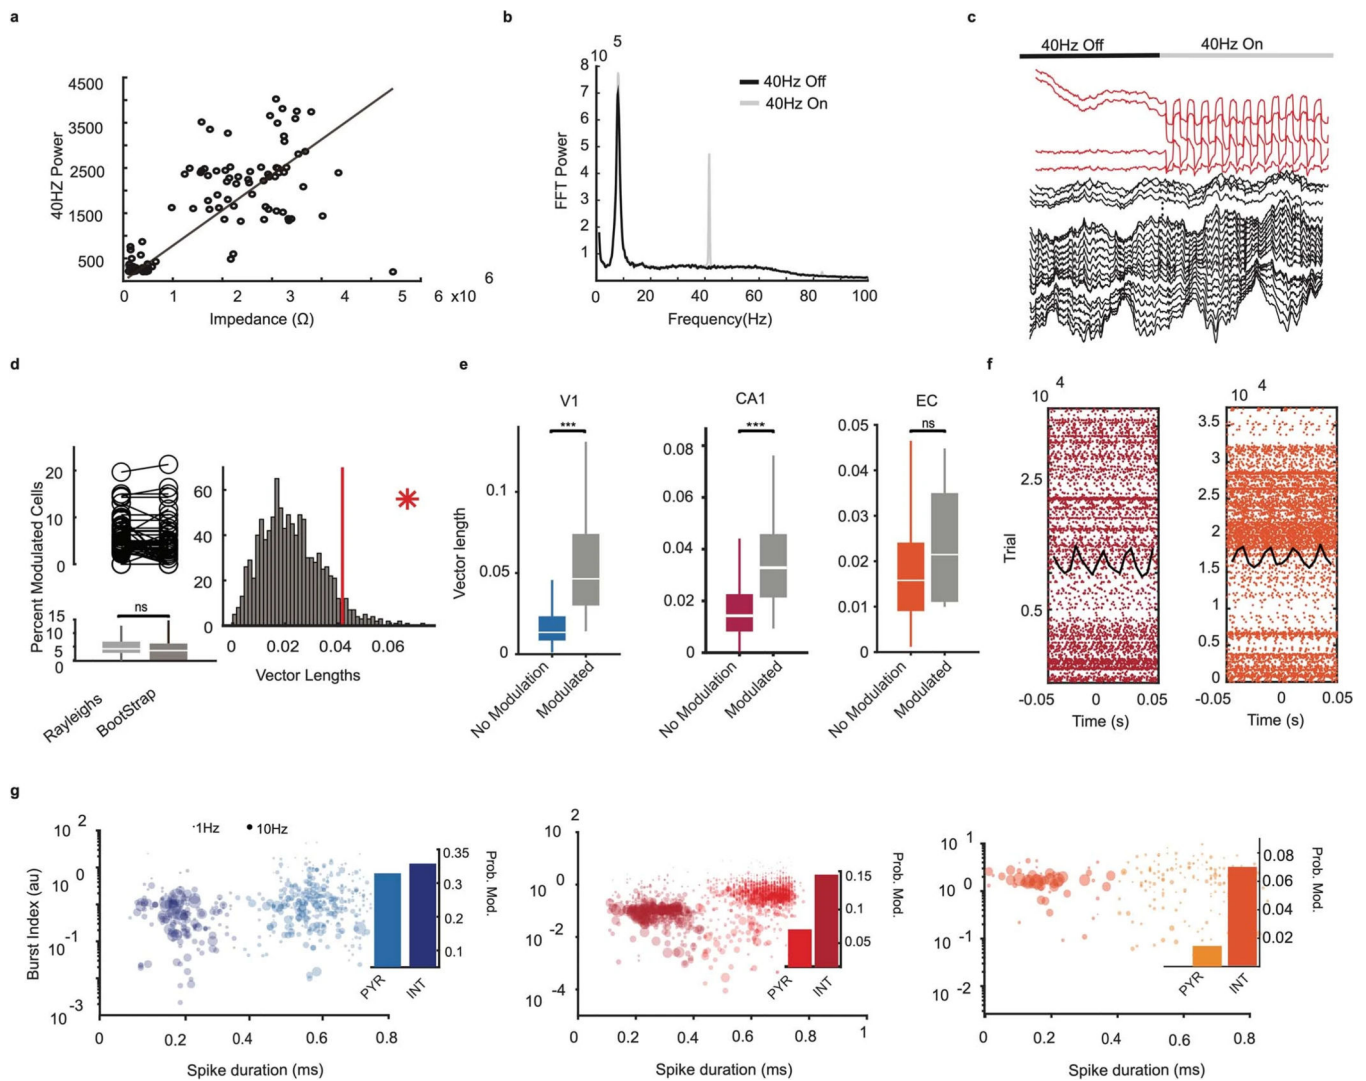 a
4500
3500
2500
1500
500
40HZ Power
0 1 2 3 4 5 6 x10 6
Impedance (Ω)
b
10 5
8
7
6
5
4
3
2
FFT Power
40Hz Off
40Hz On
0 20 40 60 80 100
Frequency(Hz)
c
40Hz Off 40Hz On
d
Percent Modulated Cells
20
10
0
15
10
5
0
ns
Rayleighs
BootStrap
60
40
20
0
0 0.02 0.04 0.06
Vector Lengths
e
Vector length
V1
***
0.1
0.05
0
No Modulation
Modulated
CA1
***
0.08
0.06
0.04
0.02
0
No Modulation
Modulated
EC
ns
0.05
0.04
0.03
0.02
0.01
0
No Modulation
Modulated
f
10 4
Trial
2.5
0.5
-0.05 0 0.05
Time (s)
10 4
3.5
3
2.5
2
1.5
1
0.5
0
-0.05 0 0.05
Time (s)
g
Burst Index (au)
10 2
10 0
10 -1
10 -3
1Hz 10Hz
0 0.2 0.4 0.6 0.8
Spike duration (ms)
0.35
0.3
0.2
0.1
Prob. Mod.
PYR INT
2
10
10 0
10 -2
10 -4
0 0.2 0.4 0.6 0.8 1
Spike duration (ms)
0.15
0.1
0.05
Prob. Mod.
PYR INT
10 1
10 0
10 -1
10 -2
0 0.2 0.4 0.6 0.8
Spike duration (ms)
0.08
0.06
0.04
0.02
Prob. Mod.
PYR INT